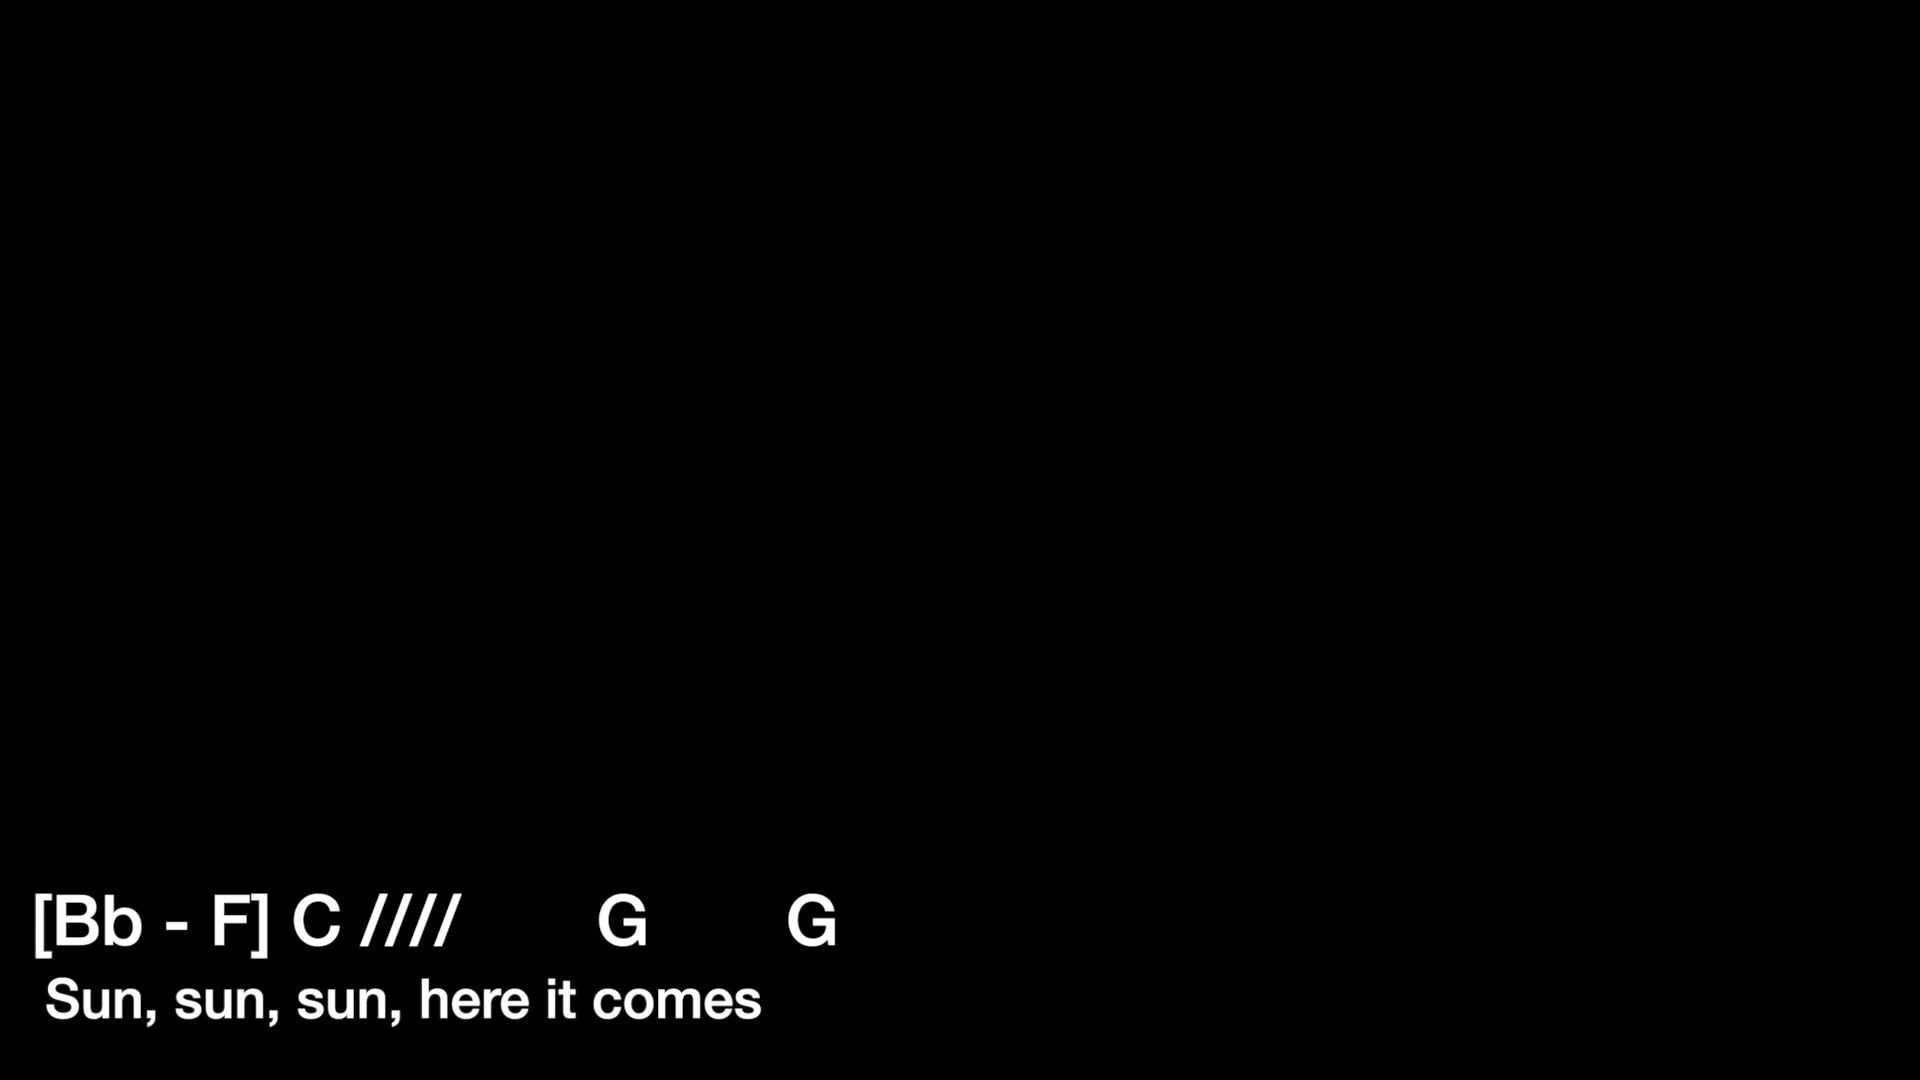 [Bb - F] C //// G G
Sun, sun, sun, here it comes